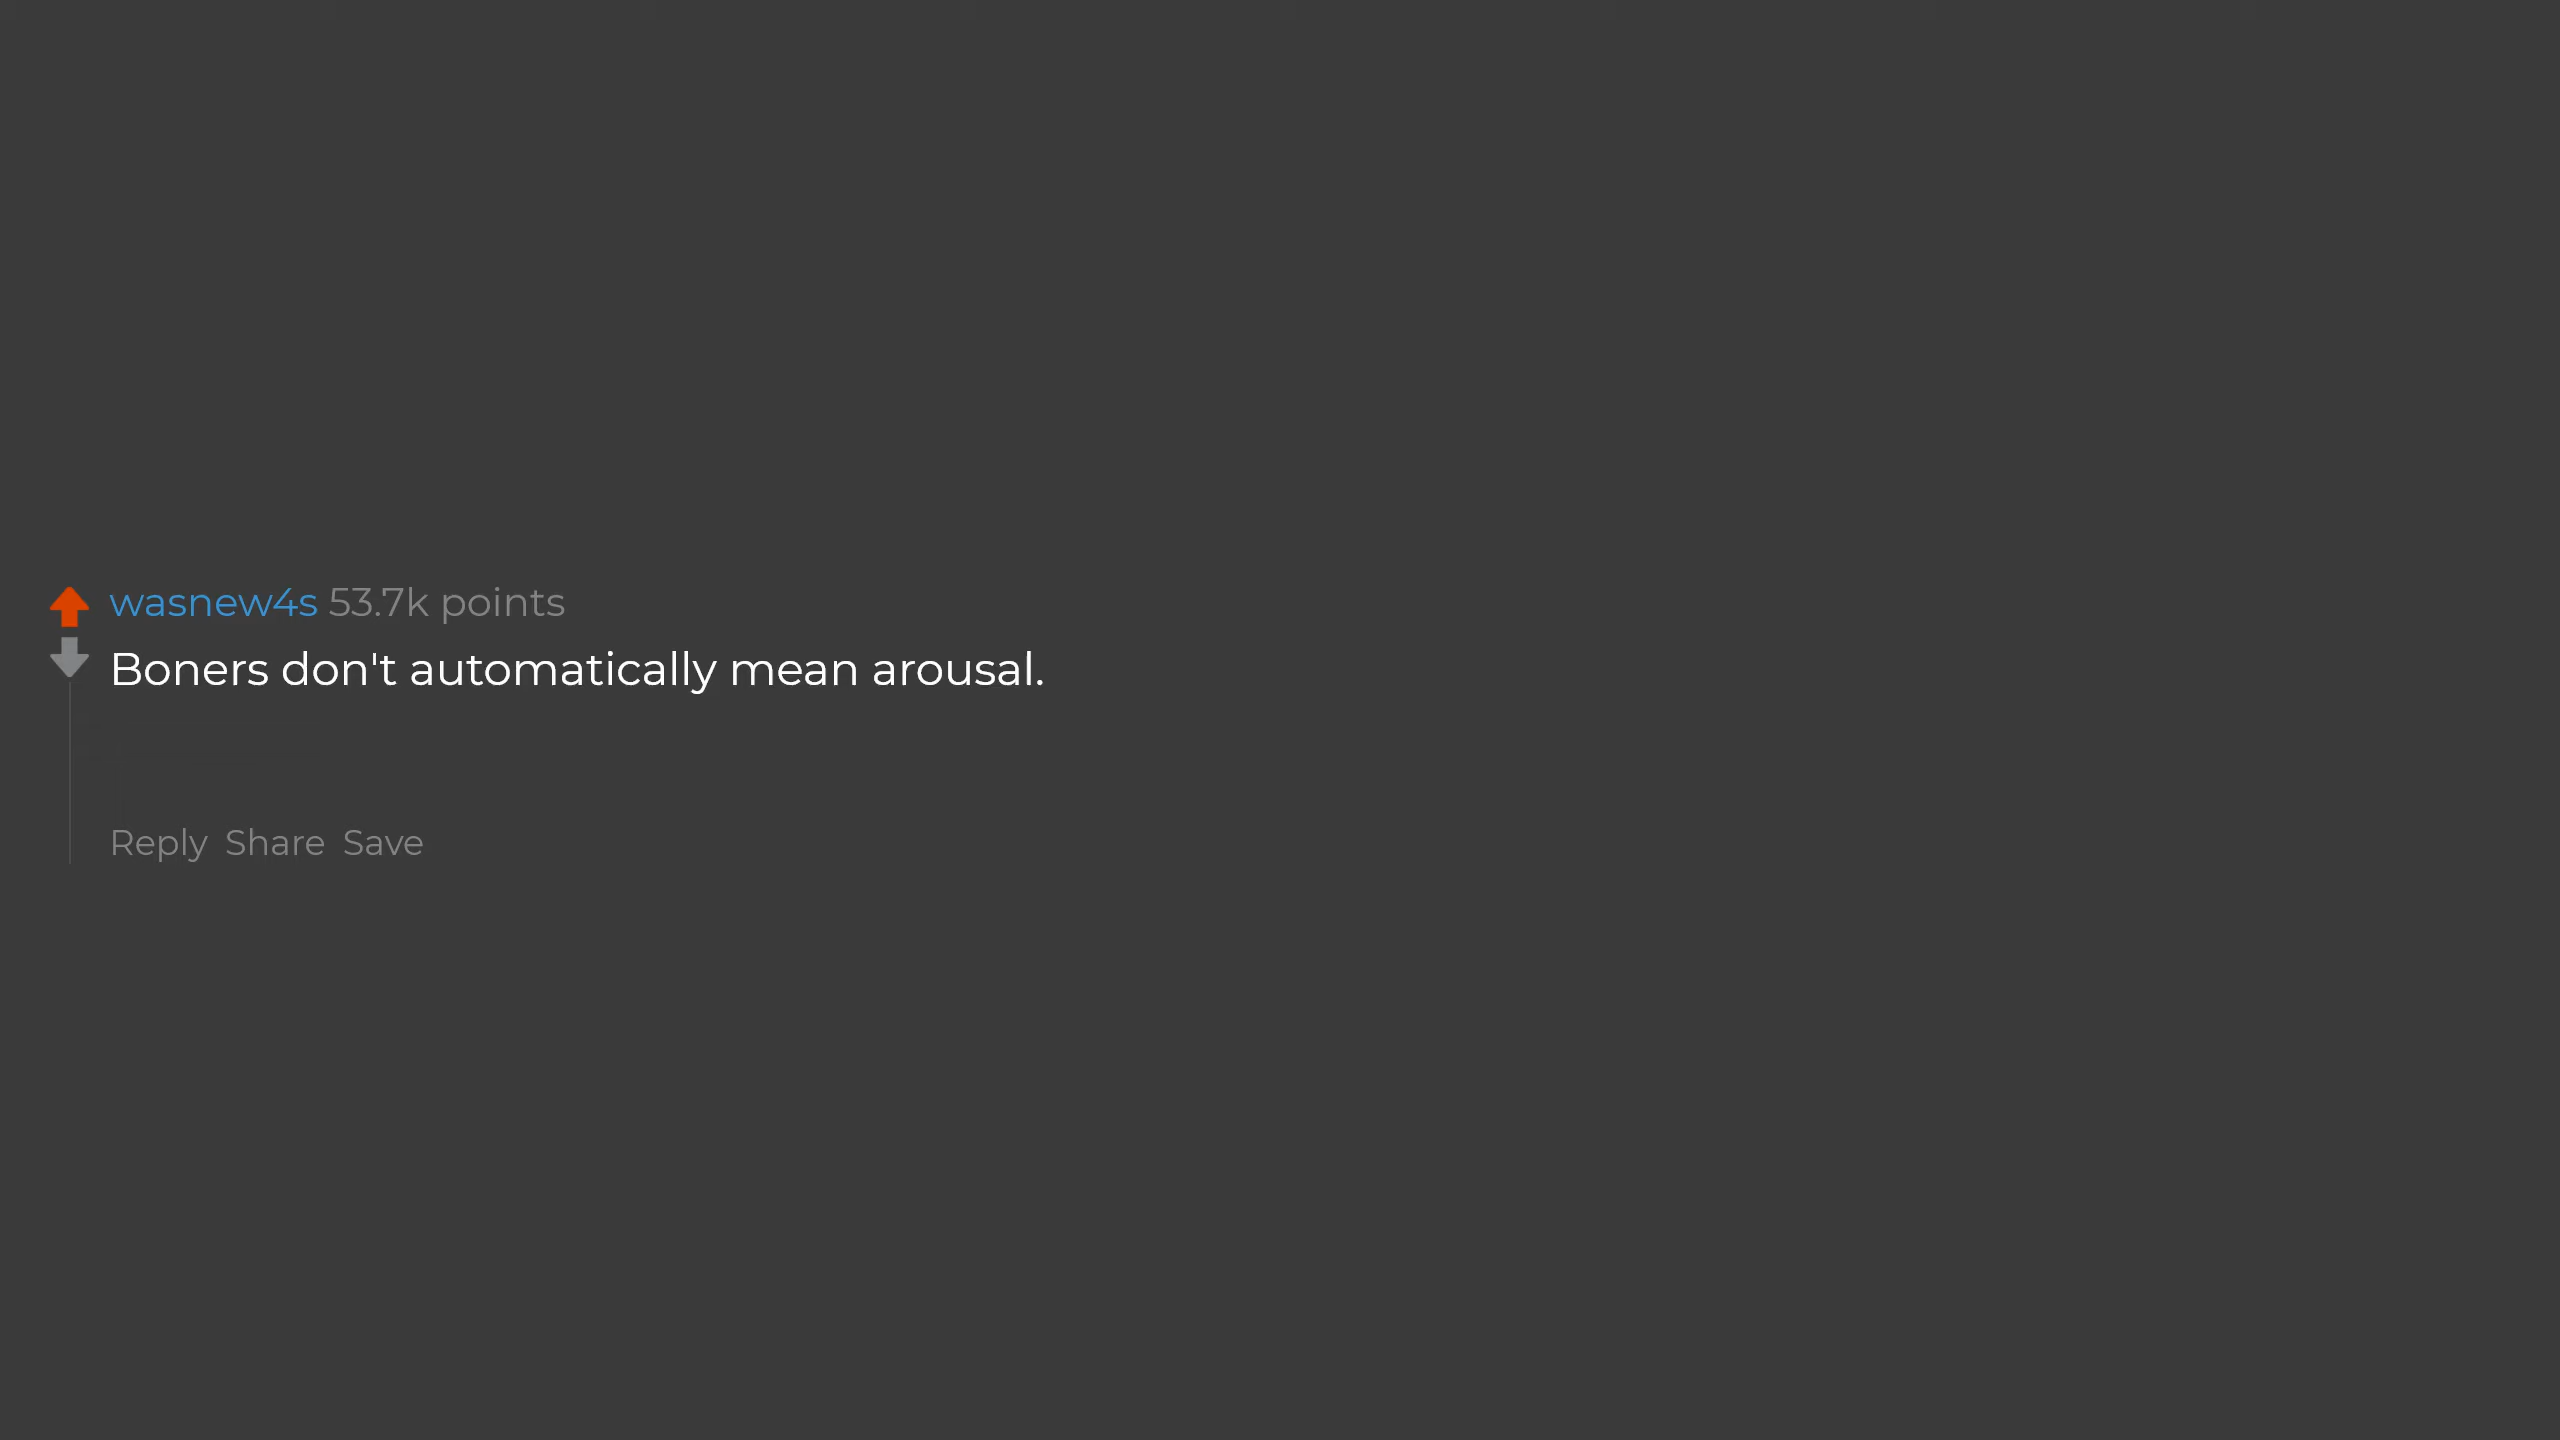 wasnew4s 53.7k points
Boners don't automatically mean arousal.
Reply Share Save